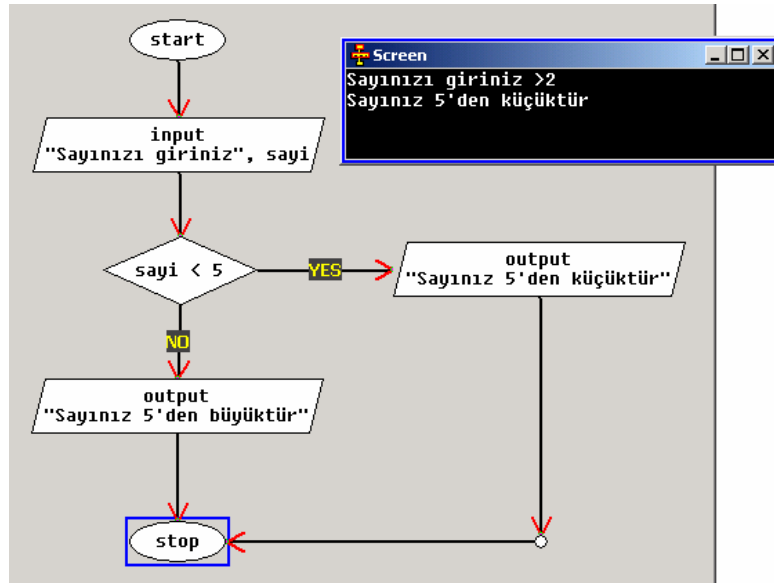 start
Screen
Sayınızı giriniz >2
Sayınız 5'den küçüktür
input
"Sayınızı giriniz", sayi
sayi < 5
YES
output
"Sayınız 5'den küçüktür"
NO
output
"Sayınız 5'den büyüktür"
stop